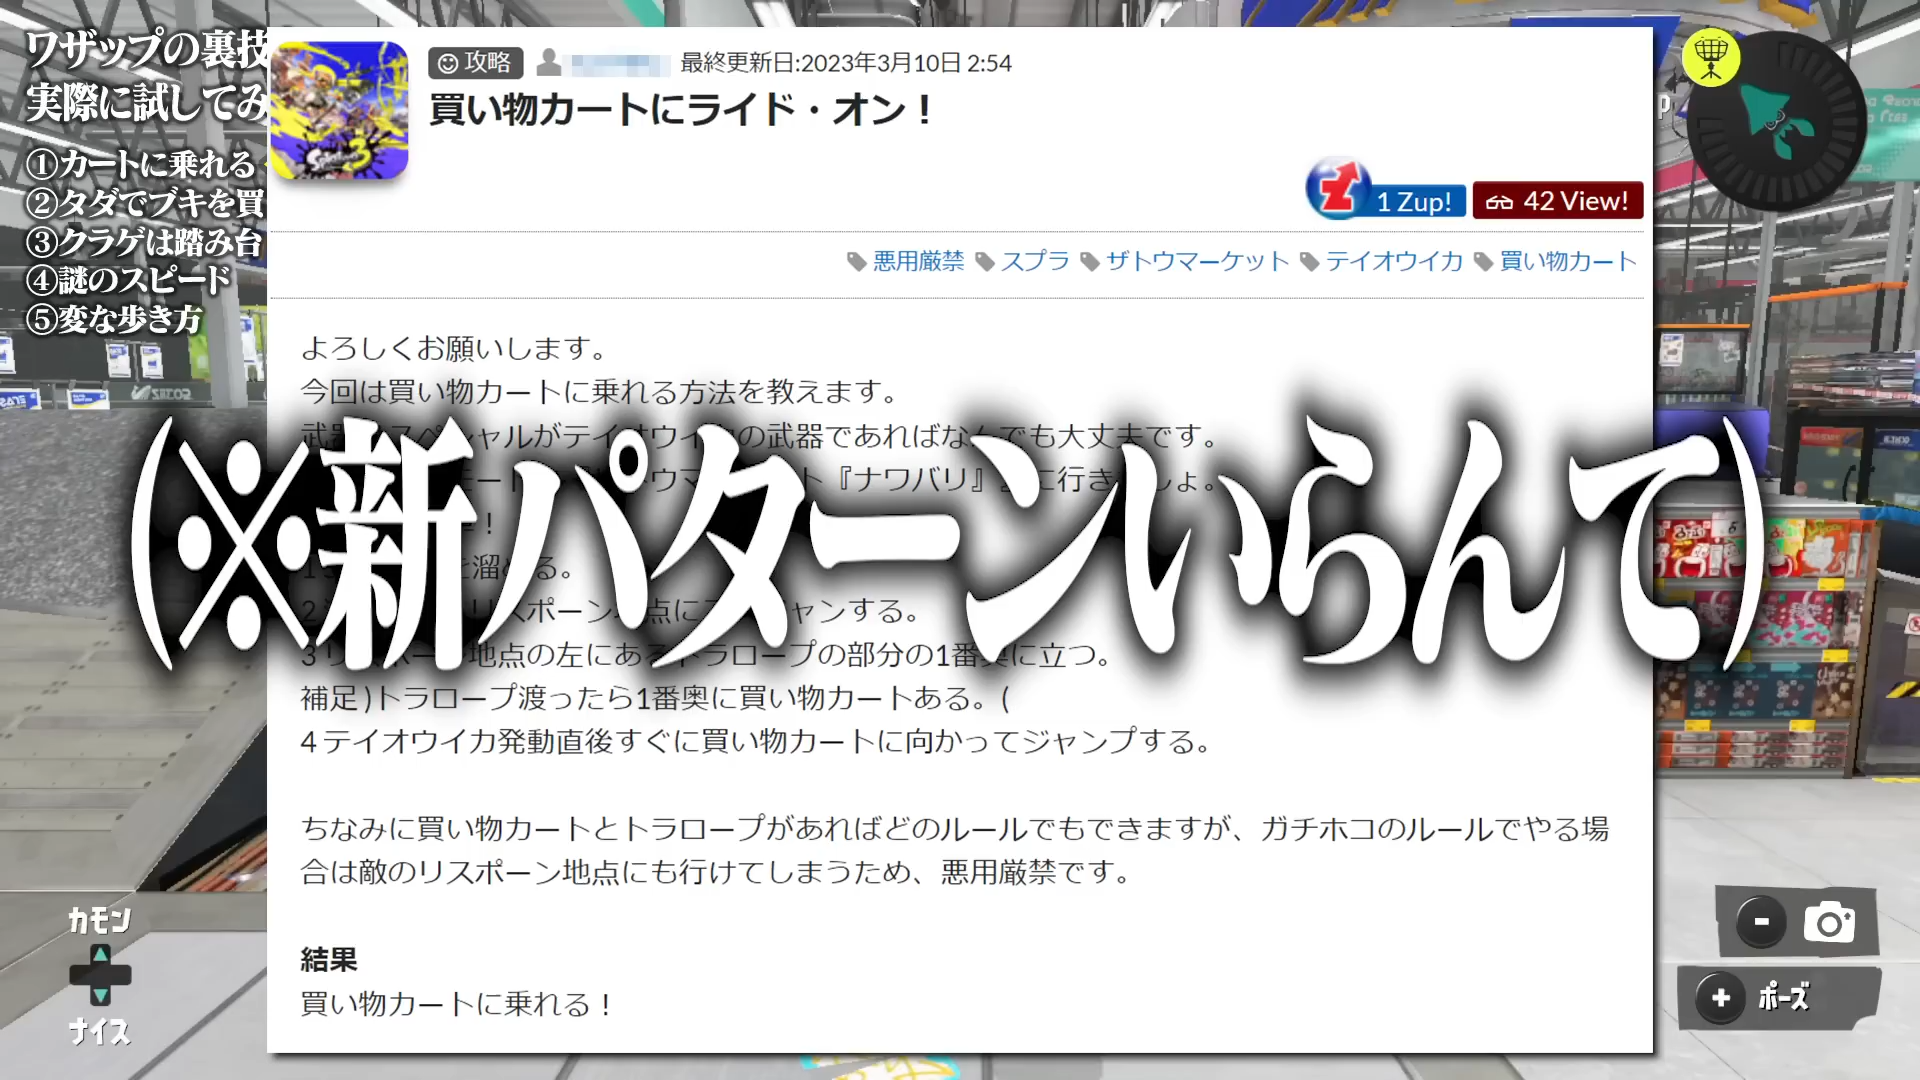 ワザップの裏技
実際に試してみ
①カートに乗れる
②タダでブキを買
③クラゲは踏み台
④謎のスピード
⑤変な歩き方
Splatoon 3
攻略
最終更新日:2023年3月10日 2:54
買い物カートにライド・オン！
1 Zup!
42 View!
悪用厳禁 スプラ ザトウマーケット テイオウイカ 買い物カート
よろしくお願いします。
今回は買い物カートに乗れる方法を教えます。
(※新パターンいらんて)
補足)トラロープ渡ったら1番奥に買い物カートある。(
4テイオウイカ発動直後すぐに買い物カートに向かってジャンプする。
ちなみに買い物カートとトラロープがあればどのルールでもできますが、ガチホコのルールでやる場
合は敵のリスポーン地点にも行けてしまうため、悪用厳禁です。
結果
買い物カートに乗れる！
カモン
ナイス
ポーズ